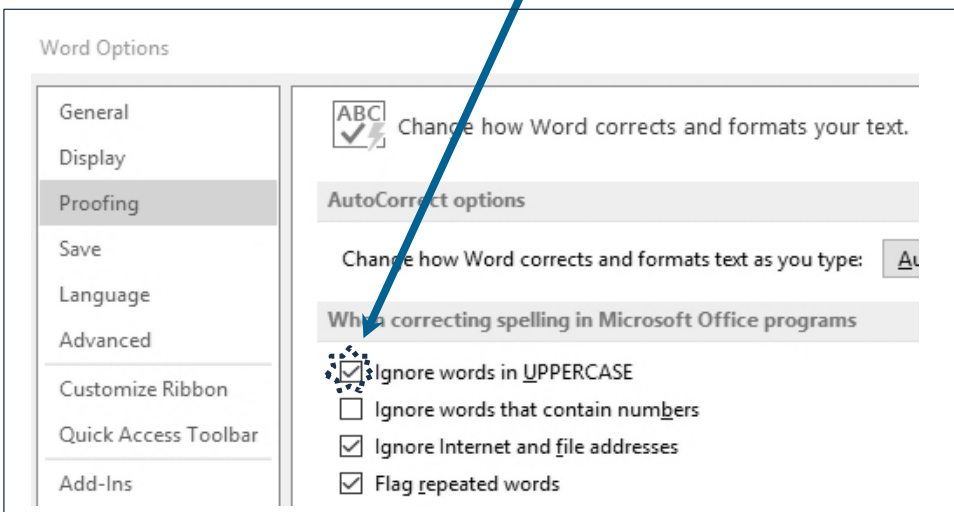 Word Options
General
Display
Proofing
Save
Language
Advanced
Customize Ribbon
Quick Access Toolbar
Add-Ins
ABC
Change how Word corrects and formats your text.
AutoCorrect options
Change how Word corrects and formats text as you type:
Au
When correcting spelling in Microsoft Office programs
Ignore words in UPPERCASE
Ignore words that contain numbers
Ignore Internet and file addresses
Flag repeated words